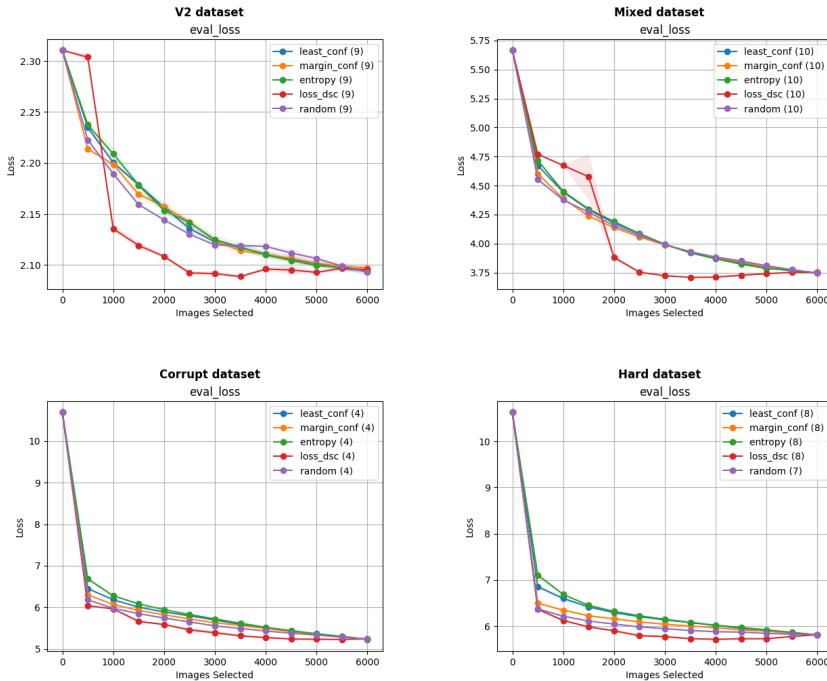 V2 dataset
eval_loss
2.30
2.25
2.20
2.15
2.10
Loss
least_conf (9)
margin_conf (9)
entropy (9)
loss_dsc (9)
random (9)
0 1000 2000 3000 4000 5000 6000
Images Selected
Mixed dataset
eval_loss
5.75
5.50
5.25
5.00
4.75
4.50
4.25
4.00
3.75
Loss
least_conf (10)
margin_conf (10)
entropy (10)
loss_dsc (10)
random (10)
0 1000 2000 3000 4000 5000 6000
Images Selected
Corrupt dataset
eval_loss
10
9
8
7
6
5
Loss
least_conf (4)
margin_conf (4)
entropy (4)
loss_dsc (4)
random (4)
0 1000 2000 3000 4000 5000 6000
Images Selected
Hard dataset
eval_loss
10
9
8
7
6
Loss
least_conf (8)
margin_conf (8)
entropy (8)
loss_dsc (8)
random (7)
0 1000 2000 3000 4000 5000 6000
Images Selected